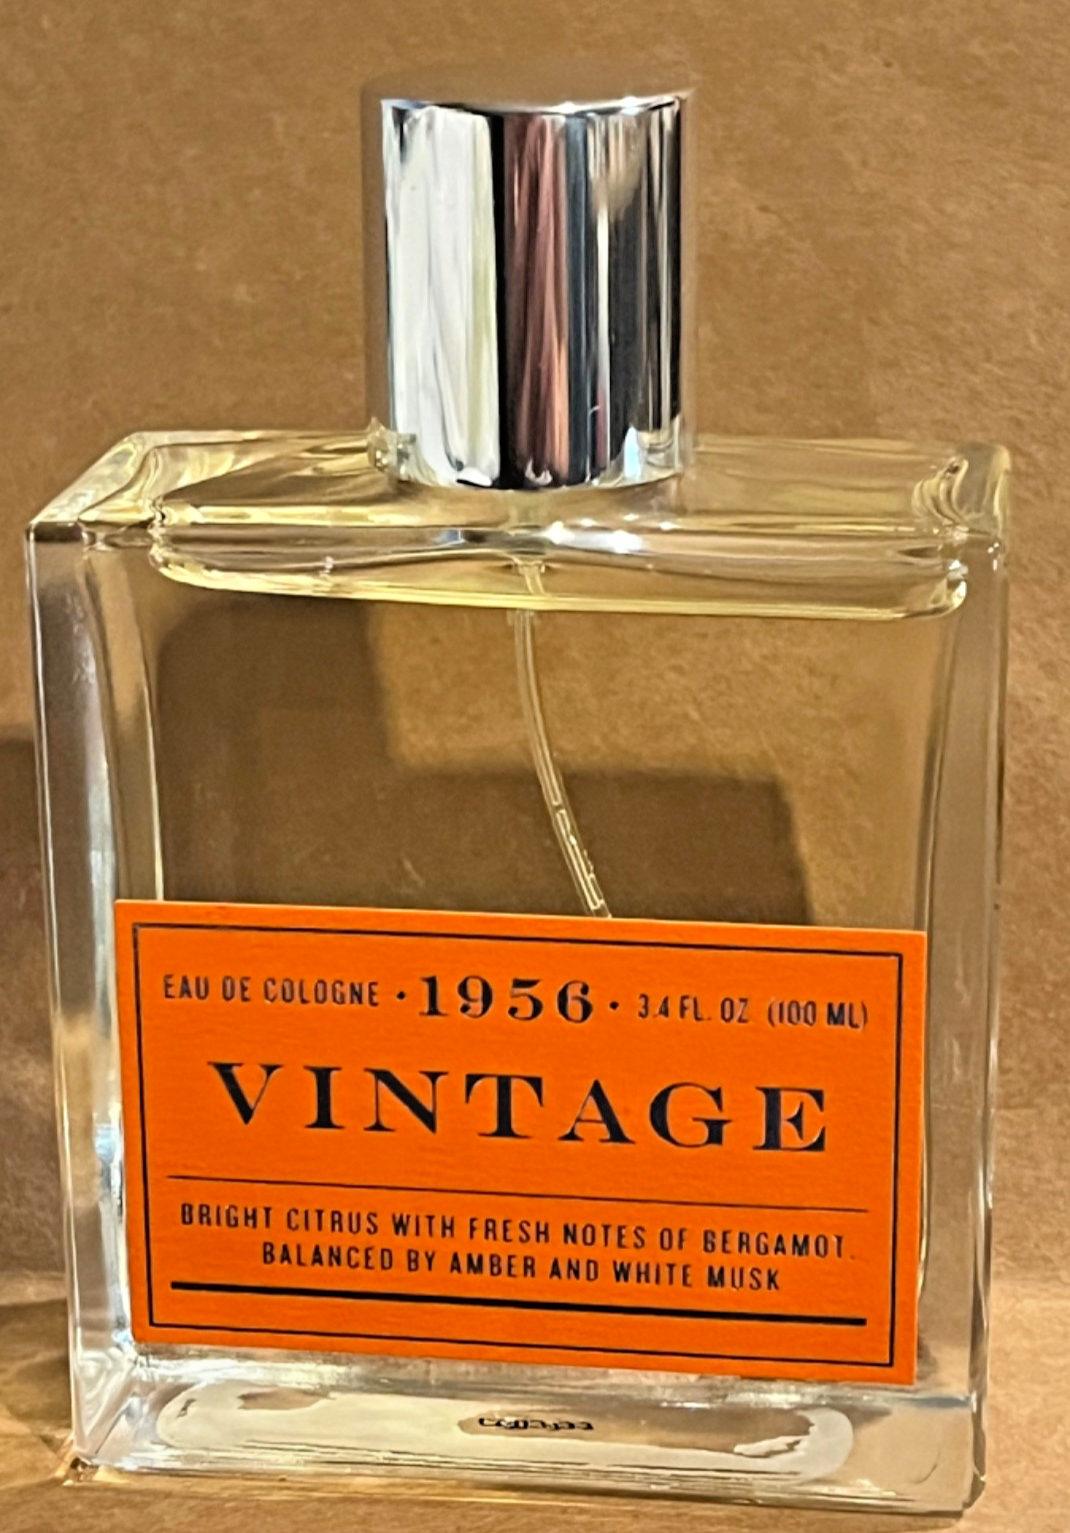 EAU DE COLOGNE · 1956 · 3.4 FL. OZ (100 ML)
VINTAGE
BRIGHT CITRUS WITH FRESH NOTES OF BERGAMOT.
BALANCED BY AMBER AND WHITE MUSK